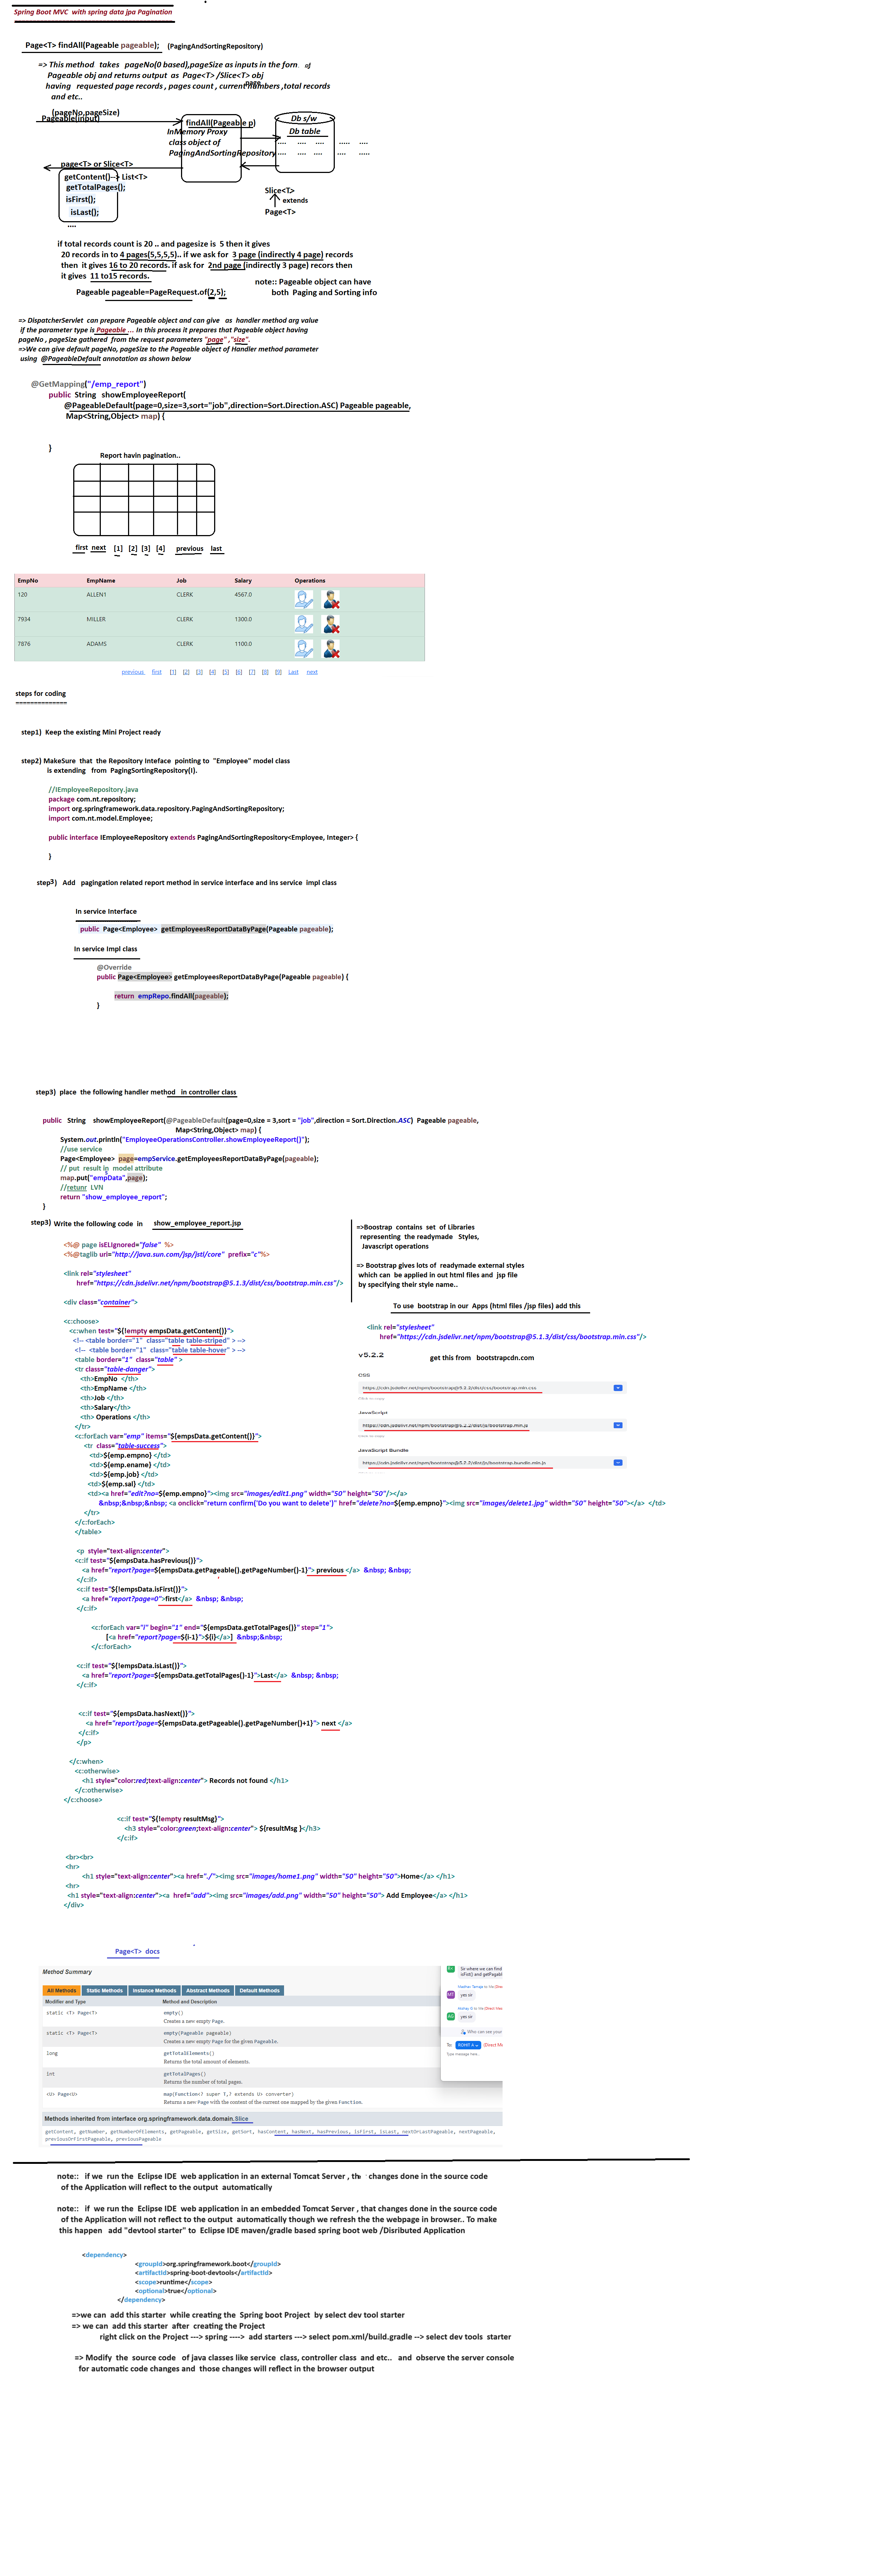 Spring Boot MVC with spring data jpa Pagination
Page<T> findAll(Pageable pageable); (PagingAndSortingRepository)
=> This method takes pageNo(0 based),pageSize as inputs in the form of
Pageable obj and returns output as Page<T> /Slice<T> obj
page
having requested page records , pages count , current numbers ,total records
and etc..
(pageNo,pageSize)
Pageable(input)
findAll(Pageable p)
InMemory Proxy
class object of
PagingAndSortingRepository
Db s/w
Db table
.... .... .... ..... ....
.... .... .... .... .....
page<T> or Slice<T>
getContent()--> List<T>
getTotalPages();
isFirst();
isLast();
....
Slice<T>
extends
Page<T>
if total records count is 20 .. and pagesize is 5 then it gives
20 records in to 4 pages(5,5,5,5).. if we ask for 3 page (indirectly 4 page) records
then it gives 16 to 20 records. if ask for 2nd page (indirectly 3 page) recors then
it gives 11 to15 records.
note:: Pageable object can have
both Paging and Sorting info
Pageable pageable=PageRequest.of(2,5);
=> DispatcherServlet can prepare Pageable object and can give as handler method arg value
if the parameter type is Pageable ... In this process it prepares that Pageable object having
pageNo , pageSize gathered from the request parameters "page" ,"size".
=>We can give default pageNo, pageSize to the Pageable object of Handler method parameter
using @PageableDefault annotation as shown below
@GetMapping("/emp_report")
public String showEmployeeReport(
@PageableDefault(page=0,size=3,sort="job",direction=Sort.Direction.ASC) Pageable pageable,
Map<String,Object> map) {
}
Report havin pagination..
first next [1] [2] [3] [4] previous last
EmpNo EmpName Job Salary Operations
120 ALLEN1 CLERK 4567.0
7934 MILLER CLERK 1300.0
7876 ADAMS CLERK 1100.0
previous first [1] [2] [3] [4] [5] [6] [7] [8] [9] Last next
steps for coding
==============
step1) Keep the existing Mini Project ready
step2) MakeSure that the Repository Inteface pointing to "Employee" model class
is extending from PagingSortingRepository(I).
//IEmployeeRepository.java
package com.nt.repository;
import org.springframework.data.repository.PagingAndSortingRepository;
import com.nt.model.Employee;
public interface IEmployeeRepository extends PagingAndSortingRepository<Employee, Integer> {
}
step3) Add pagingation related report method in service interface and ins service impl class
In service Interface
public Page<Employee> getEmployeesReportDataByPage(Pageable pageable);
In service Impl class
@Override
public Page<Employee> getEmployeesReportDataByPage(Pageable pageable) {
return empRepo.findAll(pageable);
}
step3) place the following handler method in controller class
public String showEmployeeReport(@PageableDefault(page=0,size = 3,sort = "job",direction = Sort.Direction.ASC) Pageable pageable,
Map<String,Object> map) {
System.out.println("EmployeeOperationsController.showEmployeeReport()");
//use service
Page<Employee> page=empService.getEmployeesReportDataByPage(pageable);
// put result in model attribute
s
map.put("empData",page);
//retunr LVN
return "show_employee_report";
}
step3) Write the following code in show_employee_report.jsp
<%@ page isELIgnored="false" %>
<%@taglib uri="http://java.sun.com/jsp/jstl/core" prefix="c"%>
<link rel="stylesheet"
href="https://cdn.jsdelivr.net/npm/bootstrap@5.1.3/dist/css/bootstrap.min.css"/>
<div class="container">
<c:choose>
<c:when test="${!empty empsData.getContent()}">
<!-- <table border="1" class="table table-striped" > -->
<!-- <table border="1" class="table table-hover" > -->
<table border="1" class="table" >
<tr class="table-danger">
<th>EmpNo </th>
<th>EmpName </th>
<th>Job </th>
<th>Salary</th>
<th> Operations </th>
</tr>
<c:forEach var="emp" items="${empsData.getContent()}">
<tr class="table-success">
<td>${emp.empno} </td>
<td>${emp.ename} </td>
<td>${emp.job} </td>
<td>${emp.sal} </td>
<td><a href="edit?no=${emp.empno}"><img src="images/edit1.png" width="50" height="50"/></a>
&nbsp;&nbsp;&nbsp; <a onclick="return confirm('Do you want to delete')" href="delete?no=${emp.empno}"><img src="images/delete1.jpg" width="50" height="50"></a> </td>
</tr>
</c:forEach>
</table>
<p style="text-align:center">
<c:if test="${empsData.hasPrevious()}">
<a href="report?page=${empsData.getPageable().getPageNumber()-1}"> previous </a> &nbsp; &nbsp;
</c:if>
<c:if test="${!empsData.isFirst()}">
<a href="report?page=0">first</a> &nbsp; &nbsp;
</c:if>
<c:forEach var="i" begin="1" end="${empsData.getTotalPages()}" step="1">
[<a href="report?page=${i-1}">${i}</a>] &nbsp;&nbsp;
</c:forEach>
<c:if test="${!empsData.isLast()}">
<a href="report?page=${empsData.getTotalPages()-1}">Last</a> &nbsp; &nbsp;
</c:if>
<c:if test="${empsData.hasNext()}">
<a href="report?page=${empsData.getPageable().getPageNumber()+1}"> next </a>
</c:if>
</p>
</c:when>
<c:otherwise>
<h1 style="color:red;text-align:center"> Records not found </h1>
</c:otherwise>
</c:choose>
<c:if test="${!empty resultMsg}">
<h3 style="color:green;text-align:center"> ${resultMsg }</h3>
</c:if>
<br><br>
<hr>
<h1 style="text-align:center"><a href="./"><img src="images/home1.png" width="50" height="50">Home</a> </h1>
<hr>
<h1 style="text-align:center"><a href="add"><img src="images/add.png" width="50" height="50"> Add Employee</a> </h1>
</div>
=>Boostrap contains set of Libraries
representing the readymade Styles,
Javascript operations
=> Bootstrap gives lots of readymade external styles
which can be applied in out html files and jsp file
by specifying their style name..
To use bootstrap in our Apps (html files /jsp files) add this
<link rel="stylesheet"
href="https://cdn.jsdelivr.net/npm/bootstrap@5.1.3/dist/css/bootstrap.min.css"/>
v5.2.2
get this from bootstrapcdn.com
CSS
https://cdn.jsdelivr.net/npm/bootstrap@5.2.2/dist/css/bootstrap.min.css
Click to copy
JavaScript
https://cdn.jsdelivr.net/npm/bootstrap@5.2.2/dist/js/bootstrap.min.js
JavaScript Bundle
https://cdn.jsdelivr.net/npm/bootstrap@5.2.2/dist/js/bootstrap.bundle.min.js
Page<T> docs
Method Summary
All Methods Static Methods Instance Methods Abstract Methods Default Methods
Modifier and Type Method and Description
static <T> Page<T> empty()
Creates a new empty Page.
static <T> Page<T> empty(Pageable pageable)
Creates a new empty Page for the given Pageable.
long getTotalElements()
Returns the total amount of elements.
int getTotalPages()
Returns the number of total pages.
<U> Page<U> map(Function<? super T,? extends U> converter)
Returns a new Page with the content of the current one mapped by the given Function.
Methods inherited from interface org.springframework.data.domain.Slice
getContent, getNumber, getNumberOfElements, getPageable, getSize, getSort, hasContent, hasNext, hasPrevious, isFirst, isLast, nextOrLastPageable, nextPageable,
previousOrFirstPageable, previousPageable
Sir where we can find
isFist() and getPagabl
MT
yes sir
yes sir
Who can see your
To: ROHIT A (Direct Me
Type message here
note:: if we run the Eclipse IDE web application in an external Tomcat Server , the changes done in the source code
of the Application will reflect to the output automatically
note:: if we run the Eclipse IDE web application in an embedded Tomcat Server , that changes done in the source code
of the Application will not reflect to the output automatically though we refresh the the webpage in browser.. To make
this happen add "devtool starter" to Eclipse IDE maven/gradle based spring boot web /Disributed Application
<dependency>
<groupId>org.springframework.boot</groupId>
<artifactId>spring-boot-devtools</artifactId>
<scope>runtime</scope>
<optional>true</optional>
</dependency>
=>we can add this starter while creating the Spring boot Project by select dev tool starter
=> we can add this starter after creating the Project
right click on the Project ---> spring ----> add starters ---> select pom.xml/build.gradle --> select dev tools starter
=> Modify the source code of java classes like service class, controller class and etc.. and observe the server console
for automatic code changes and those changes will reflect in the browser output